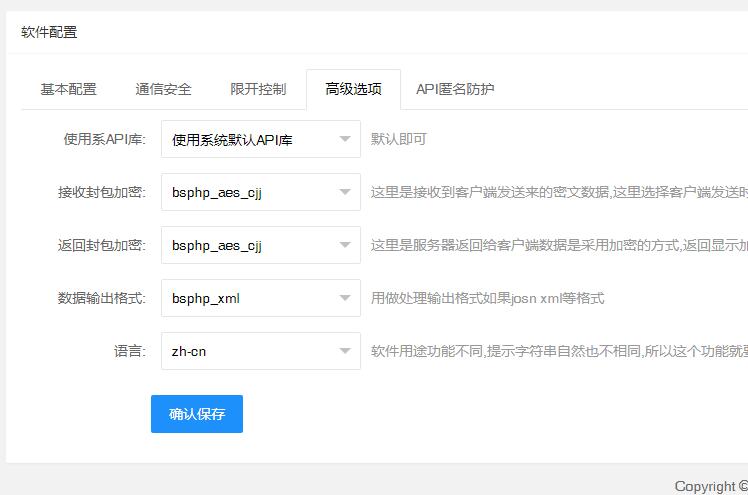 软件配置
基本配置 通信安全 限开控制 高级选项 API匿名防护
使用系API库: 使用系统默认API库 默认即可
接收封包加密: bsphp_aes_cjj 这里是接收到客户端发送来的密文数据,这里选择客户端发送时
返回封包加密: bsphp_aes_cjj 这里是服务器返回给客户端数据是采用加密的方式,返回显示加
数据输出格式: bsphp_xml 用做处理输出格式如果josn xml等格式
语言: zh-cn 软件用途功能不同,提示字符串自然也不相同,所以这个功能就要
确认保存
Copyright ©